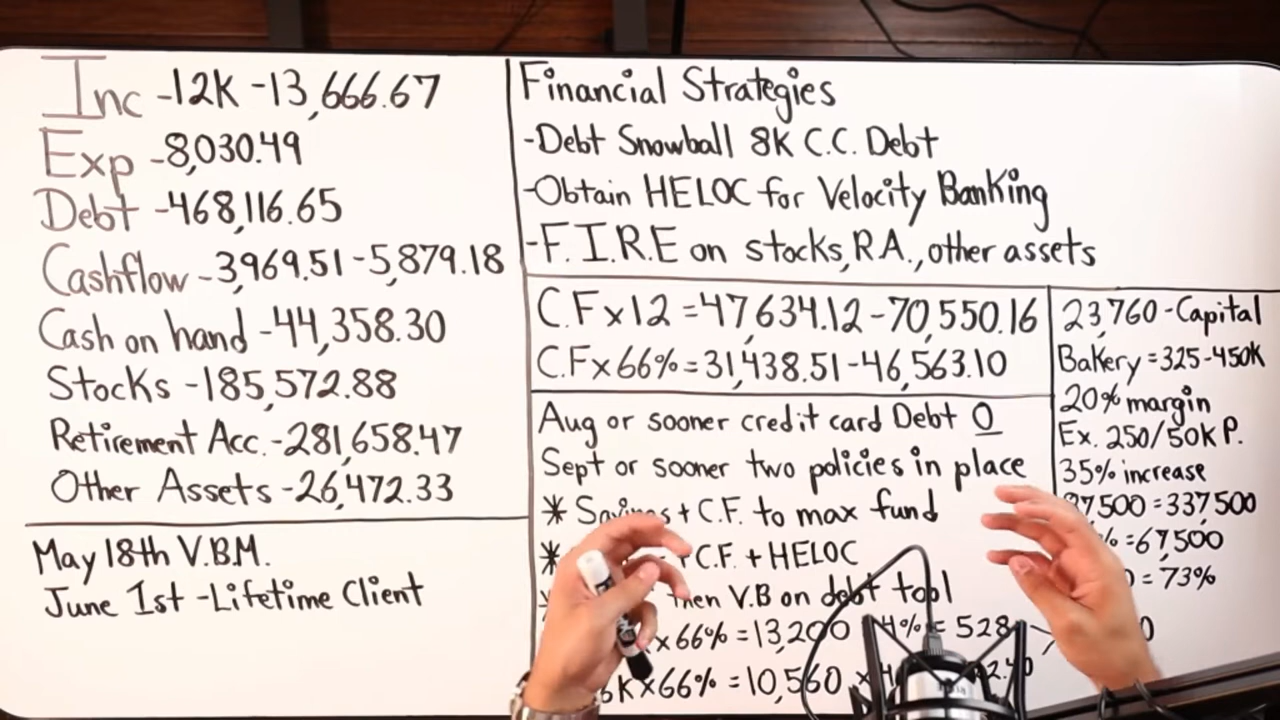 Inc -12K -13,666.67
Exp -8,030.49
Debt -468,116.65
Cashflow -3,969.51 -5,879.18
Cash on hand -44,358.30
Stocks -185,572.88
Retirement Acc. -281,658.47
Other Assets -26,472.33
May 18th V.B.M.
June 1st -Lifetime Client
Financial Strategies
-Debt Snowball 8K C.C. Debt
-Obtain HELOC for Velocity Banking
-F.I.R.E on stocks, R.A., other assets
C.F x 12 = 47,634.12 - 70,550.16
C.F x 66% = 31,438.51 - 46,563.10
Aug or sooner credit card Debt 0
Sept or sooner two policies in place
* Savings + C.F. to max fund
* + C.F. + HELOC
then V.B on debt tool
x 66% = 13,200 4% = 528
6K x 66% = 10,560 x
23,760 - Capital
Bakery = 325-450K
20% margin
Ex. 250/50K P.
35% increase
87,500 = 337,500
% = 67,500
= 73%